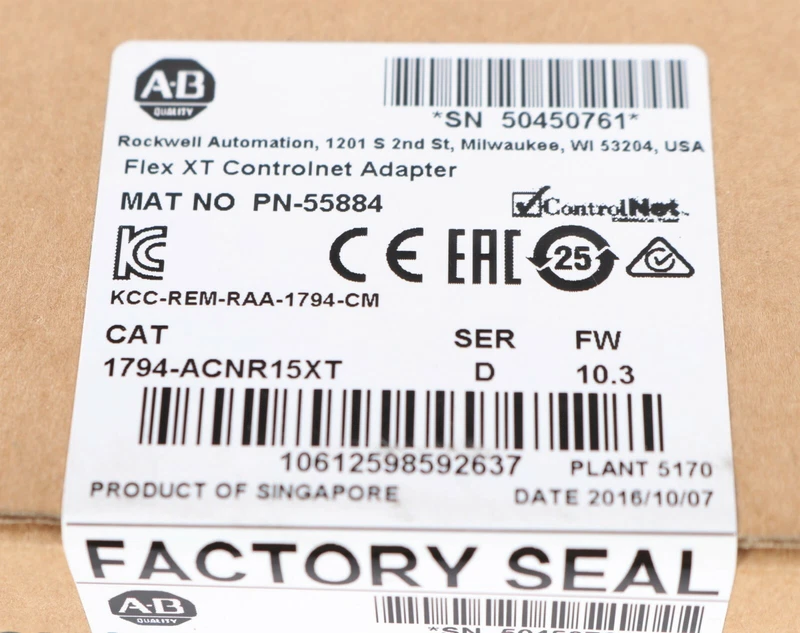 A·B
QUALITY
*SN 50450761*
Rockwell Automation, 1201 S 2nd St, Milwaukee, WI 53204, USA
Flex XT Controlnet Adapter
MAT NO PN-55884
ControlNet
CE EAC 25
KCC-REM-RAA-1794-CM
CAT SER FW
1794-ACNR15XT D 10.3
10612598592637 PLANT 5170
PRODUCT OF SINGAPORE DATE 2016/10/07
FACTORY SEAL
A·B
QUALITY